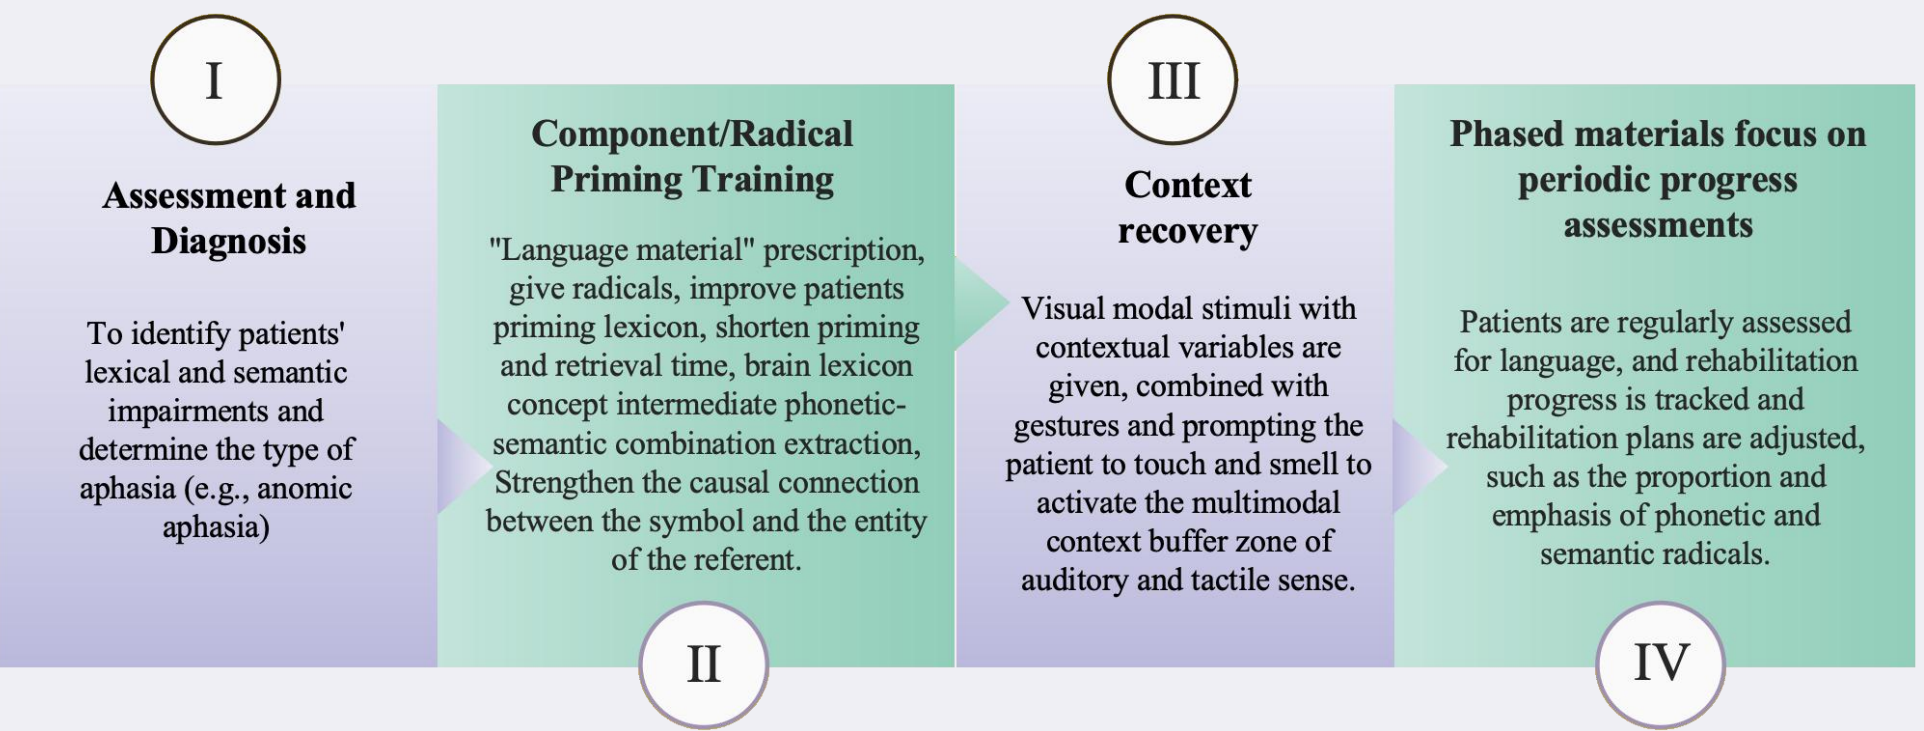 I
Assessment and
Diagnosis
To identify patients'
lexical and semantic
impairments and
determine the type of
aphasia (e.g., anomic
aphasia)
Component/Radical
Priming Training
"Language material" prescription,
give radicals, improve patients
priming lexicon, shorten priming
and retrieval time, brain lexicon
concept intermediate phonetic-
semantic combination extraction,
Strengthen the causal connection
between the symbol and the entity
of the referent.
II
III
Context
recovery
Visual modal stimuli with
contextual variables are
given, combined with
gestures and prompting the
patient to touch and smell to
activate the multimodal
context buffer zone of
auditory and tactile sense.
Phased materials focus on
periodic progress
assessments
Patients are regularly assessed
for language, and rehabilitation
progress is tracked and
rehabilitation plans are adjusted,
such as the proportion and
emphasis of phonetic and
semantic radicals.
IV